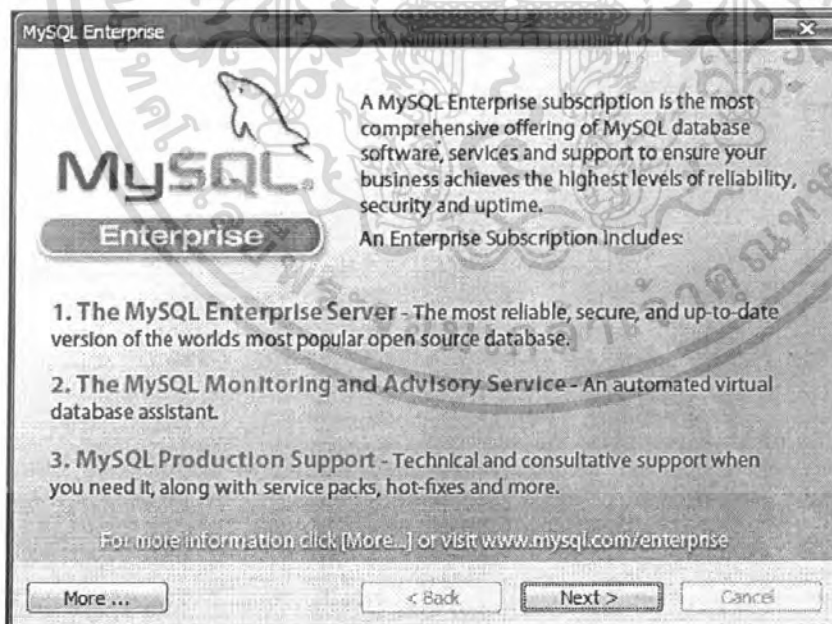 MySQL Enterprise
MySQL
Enterprise
A MySQL Enterprise subscription is the most
comprehensive offering of MySQL database
software, services and support to ensure your
business achieves the highest levels of reliability,
security and uptime.
An Enterprise Subscription Includes:
1. The MySQL Enterprise Server - The most reliable, secure, and up-to-date
version of the worlds most popular open source database.
2. The MySQL Monitoring and Advisory Service - An automated virtual
database assistant.
3. MySQL Production Support - Technical and consultative support when
you need it, along with service packs, hot-fixes and more.
For more information click [More...] or visit www.mysql.com/enterprise
More ...
< Back
Next >
Cancel